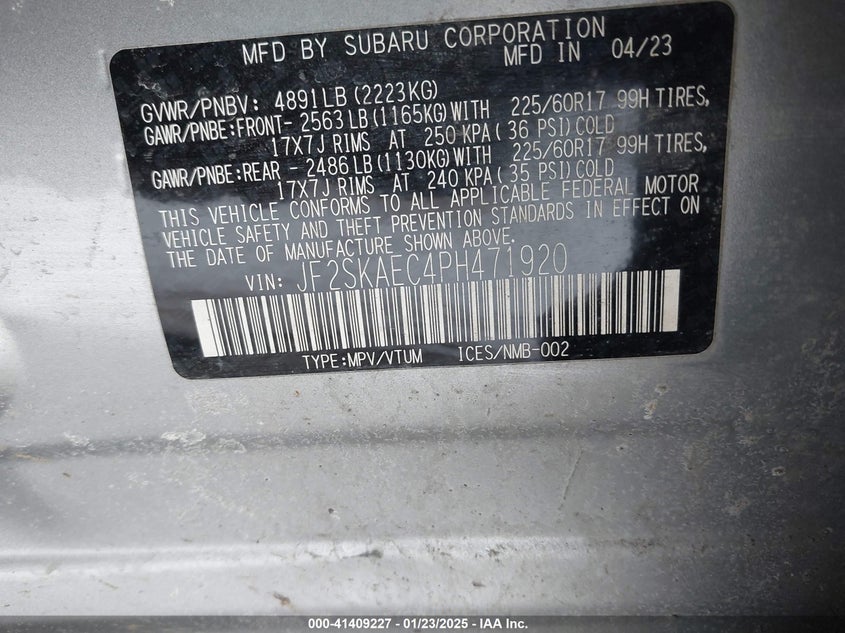 MFD BY SUBARU CORPORATION
MFD IN 04/23
GVWR/PNBV: 4891LB(2223KG)
GAWR/PNBE:FRONT- 2563LB(1165KG)WITH 225/60R17 99H TIRES,
17X7J RIMS AT 250 KPA( 36 PSI)COLD
GAWR/PNBE:REAR - 2486LB(1130KG)WITH 225/60R17 99H TIRES,
17X7J RIMS AT 240 KPA( 35 PSI)COLD
THIS VEHICLE CONFORMS TO ALL APPLICABLE FEDERAL MOTOR
VEHICLE SAFETY AND THEFT PREVENTION STANDARDS IN EFFECT ON
THE DATE OF MANUFACTURE SHOWN ABOVE.
VIN: JF2SKAEC4PH471920
TYPE:MPV/VTUM ICES/NMB-002
000-41409227 - 01/23/2025 - IAA Inc.